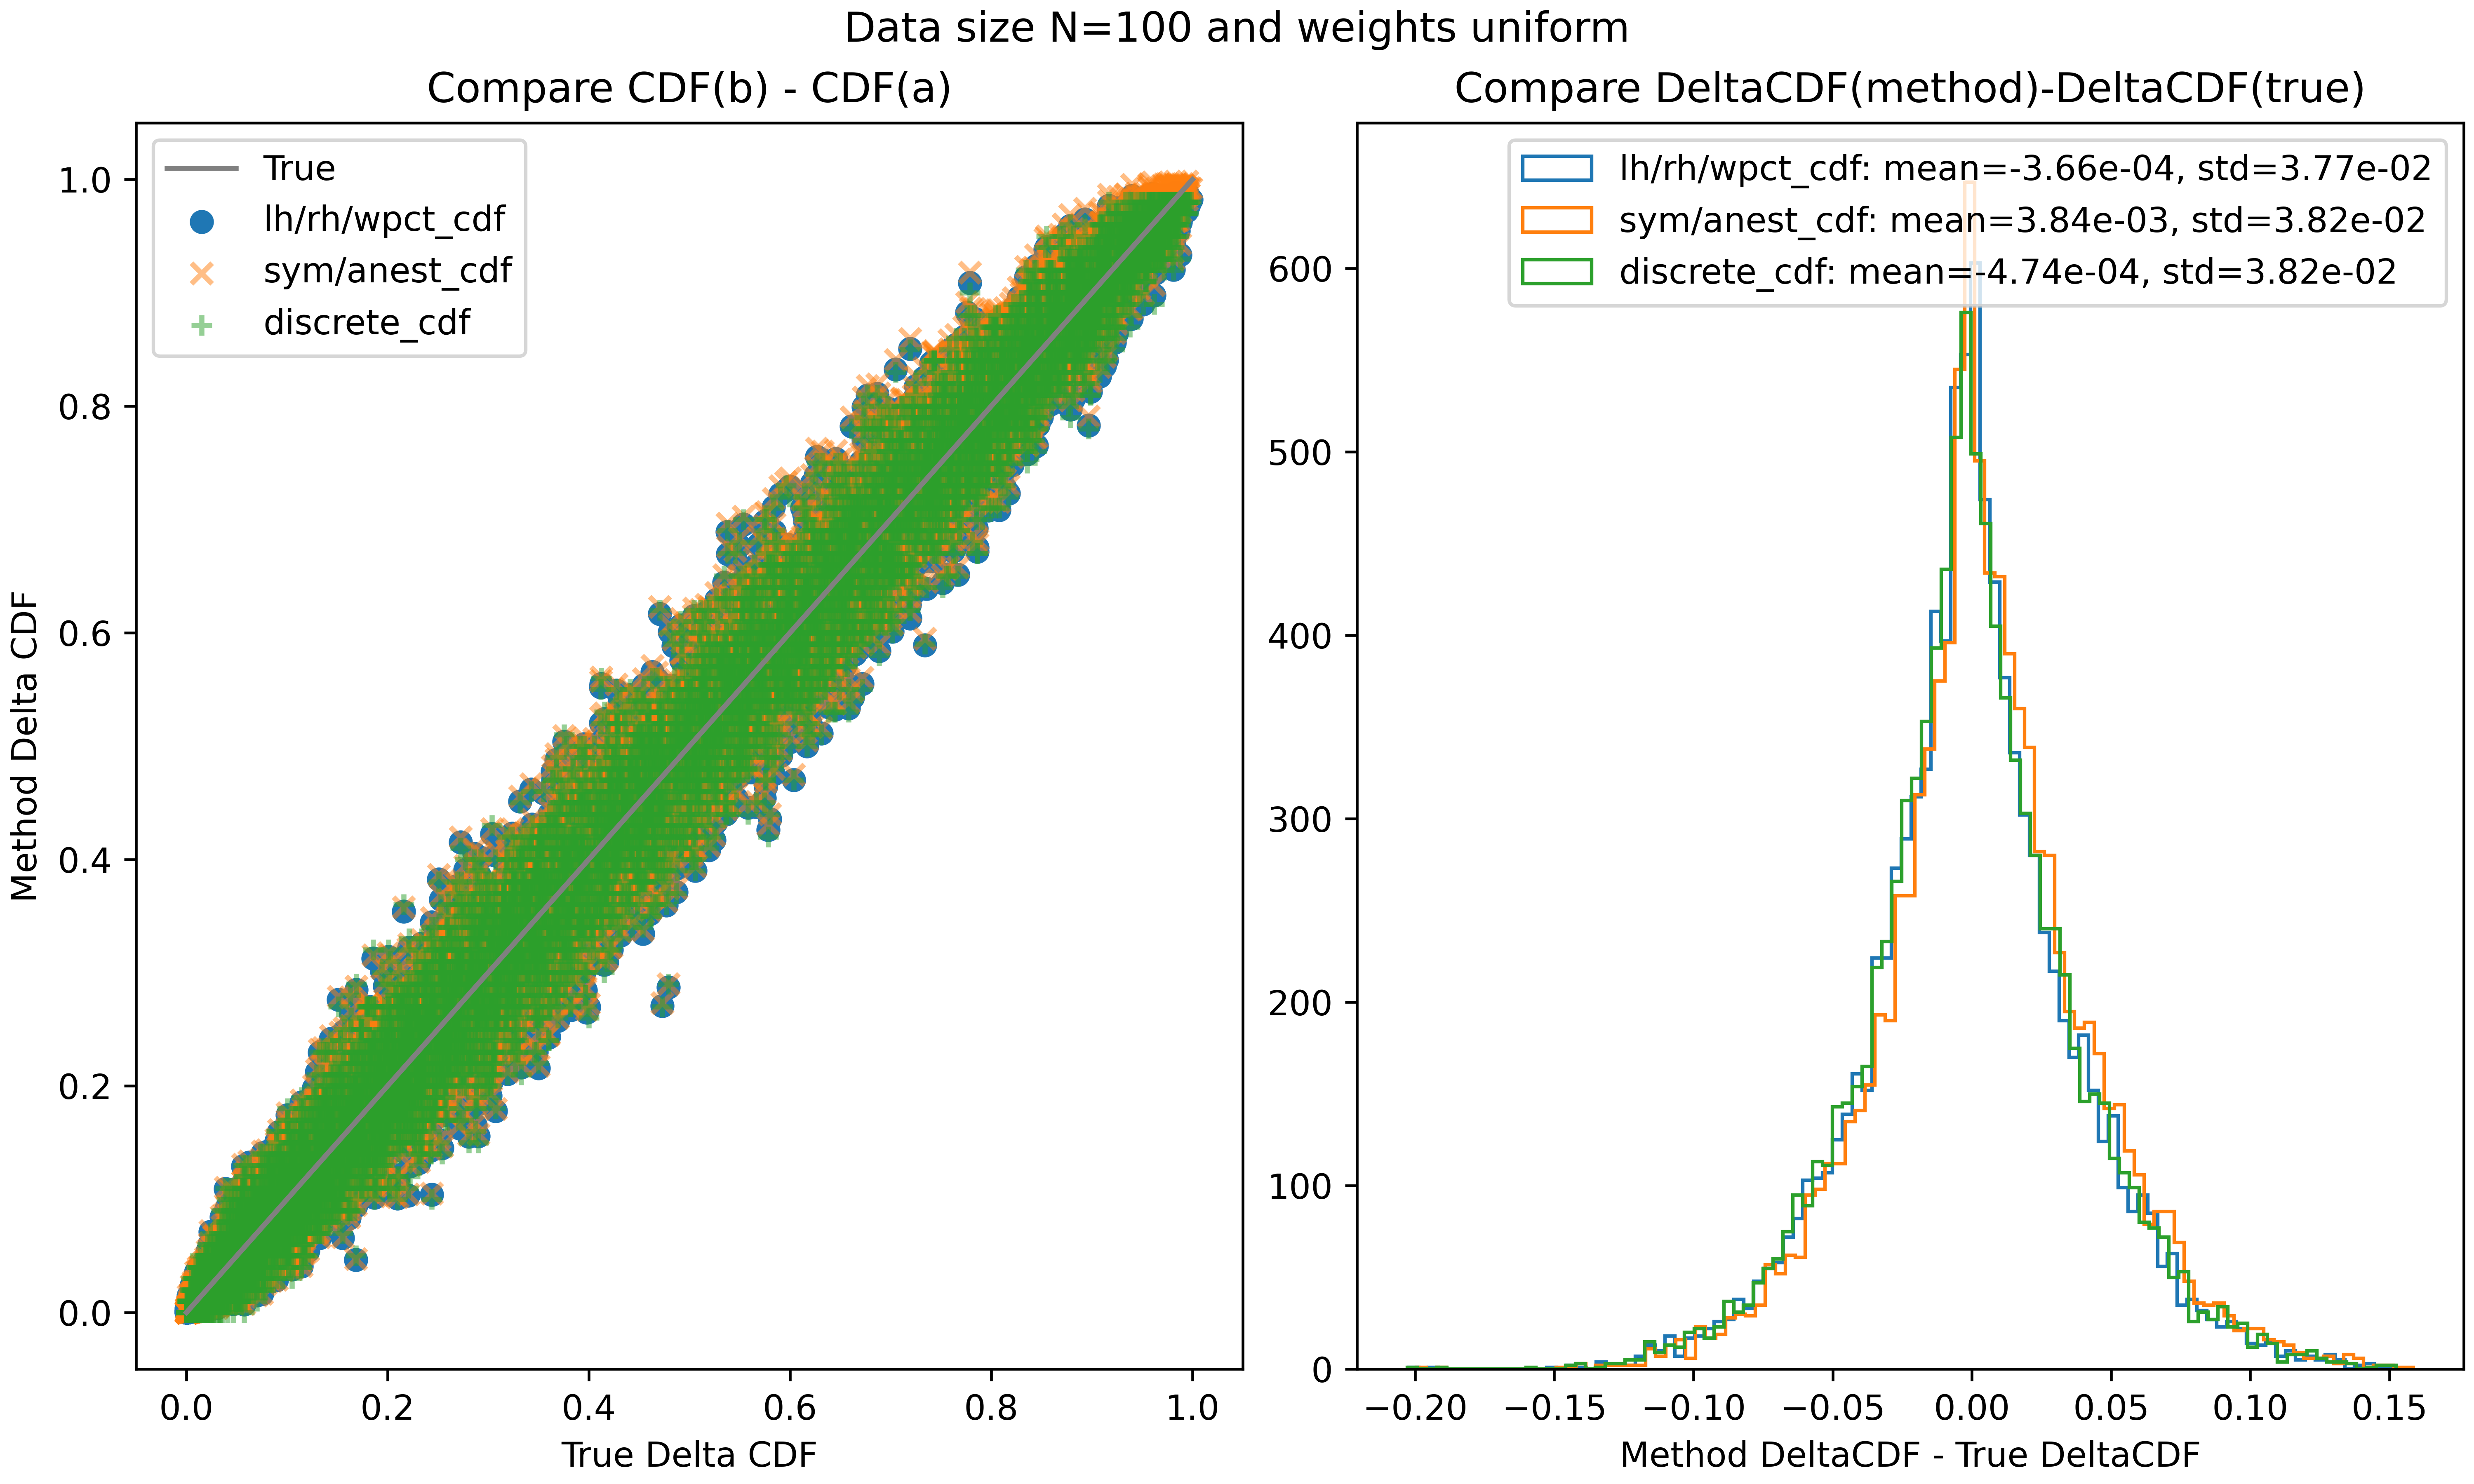 Data size N=100 and weights uniform
Compare CDF(b) - CDF(a)
True
lh/rh/wpct_cdf
sym/anest_cdf
discrete_cdf
Method Delta CDF
1.0
0.8
0.6
0.4
0.2
0.0
0.0 0.2 0.4 0.6 0.8 1.0
True Delta CDF
Compare DeltaCDF(method)-DeltaCDF(true)
lh/rh/wpct_cdf: mean=-3.66e-04, std=3.77e-02
sym/anest_cdf: mean=3.84e-03, std=3.82e-02
discrete_cdf: mean=-4.74e-04, std=3.82e-02
600
500
400
300
200
100
0
−0.20 −0.15 −0.10 −0.05 0.00 0.05 0.10 0.15
Method DeltaCDF - True DeltaCDF